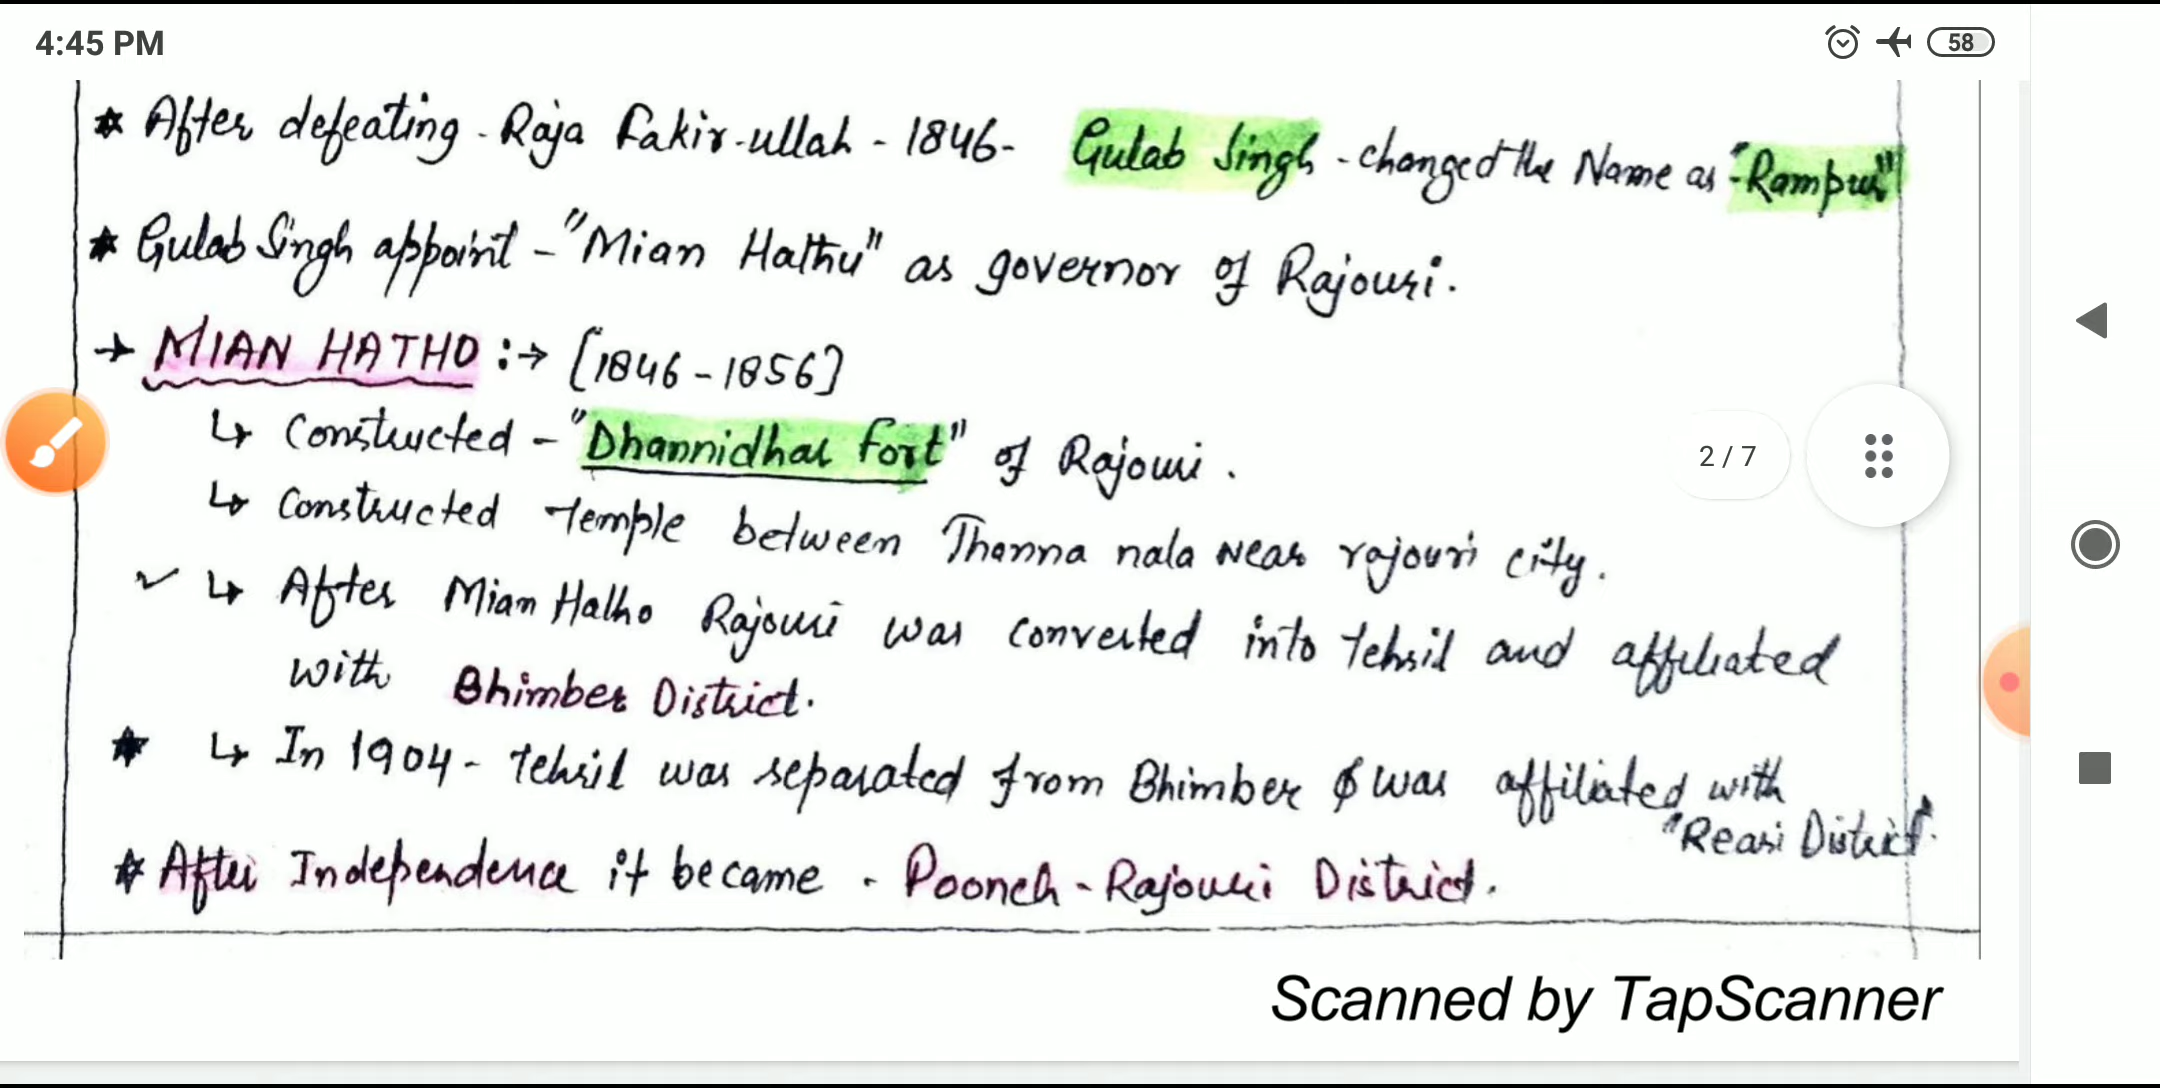 4:45 PM
58
* After defeating - Raja Fakir-ullah - 1846- Gulab Singh - changed the Name as "Rampur"
* Gulab Singh appoint - "Mian Hathu" as governor of Rajouri.
→ MIAN HATHO :→ [1846 - 1856]
↳ Constructed - "Dhannidhar fort" of Rajouri.
2 / 7
↳ Constructed temple between Thanna nala near rajouri city.
✓ ↳ After Mian Hatho Rajouri was converted into tehsil and affiliated
with Bhimber District.
★ ↳ In 1904 - tehsil was separated from Bhimber & was affiliated with
"Reasi District".
* After Independence it became - Poonch - Rajouri District.
Scanned by TapScanner